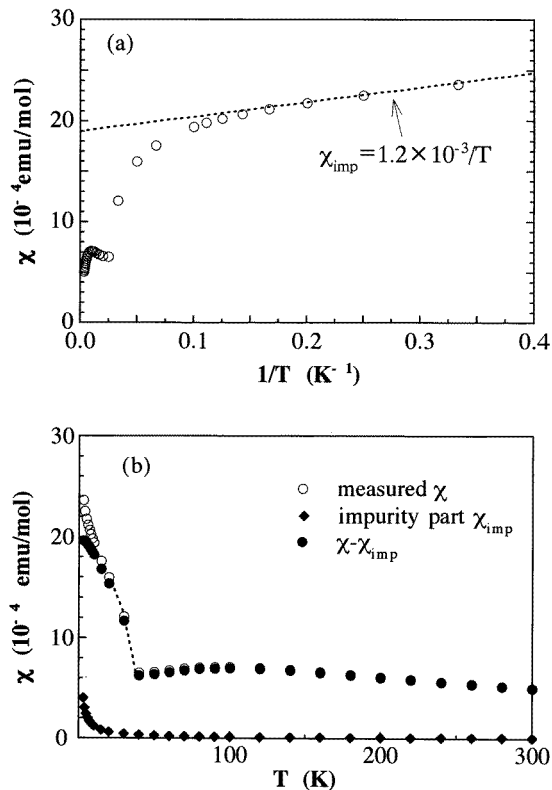 30
(a)
20
χ (10⁻⁴ emu/mol)
χimp=1.2×10⁻³/T
10
0
0.0 0.1 0.2 0.3 0.4
1/T (K⁻¹)
30
(b)
measured χ
impurity part χimp
χ-χimp
20
χ (10⁻⁴ emu/mol)
10
0
100 200 300
T (K)